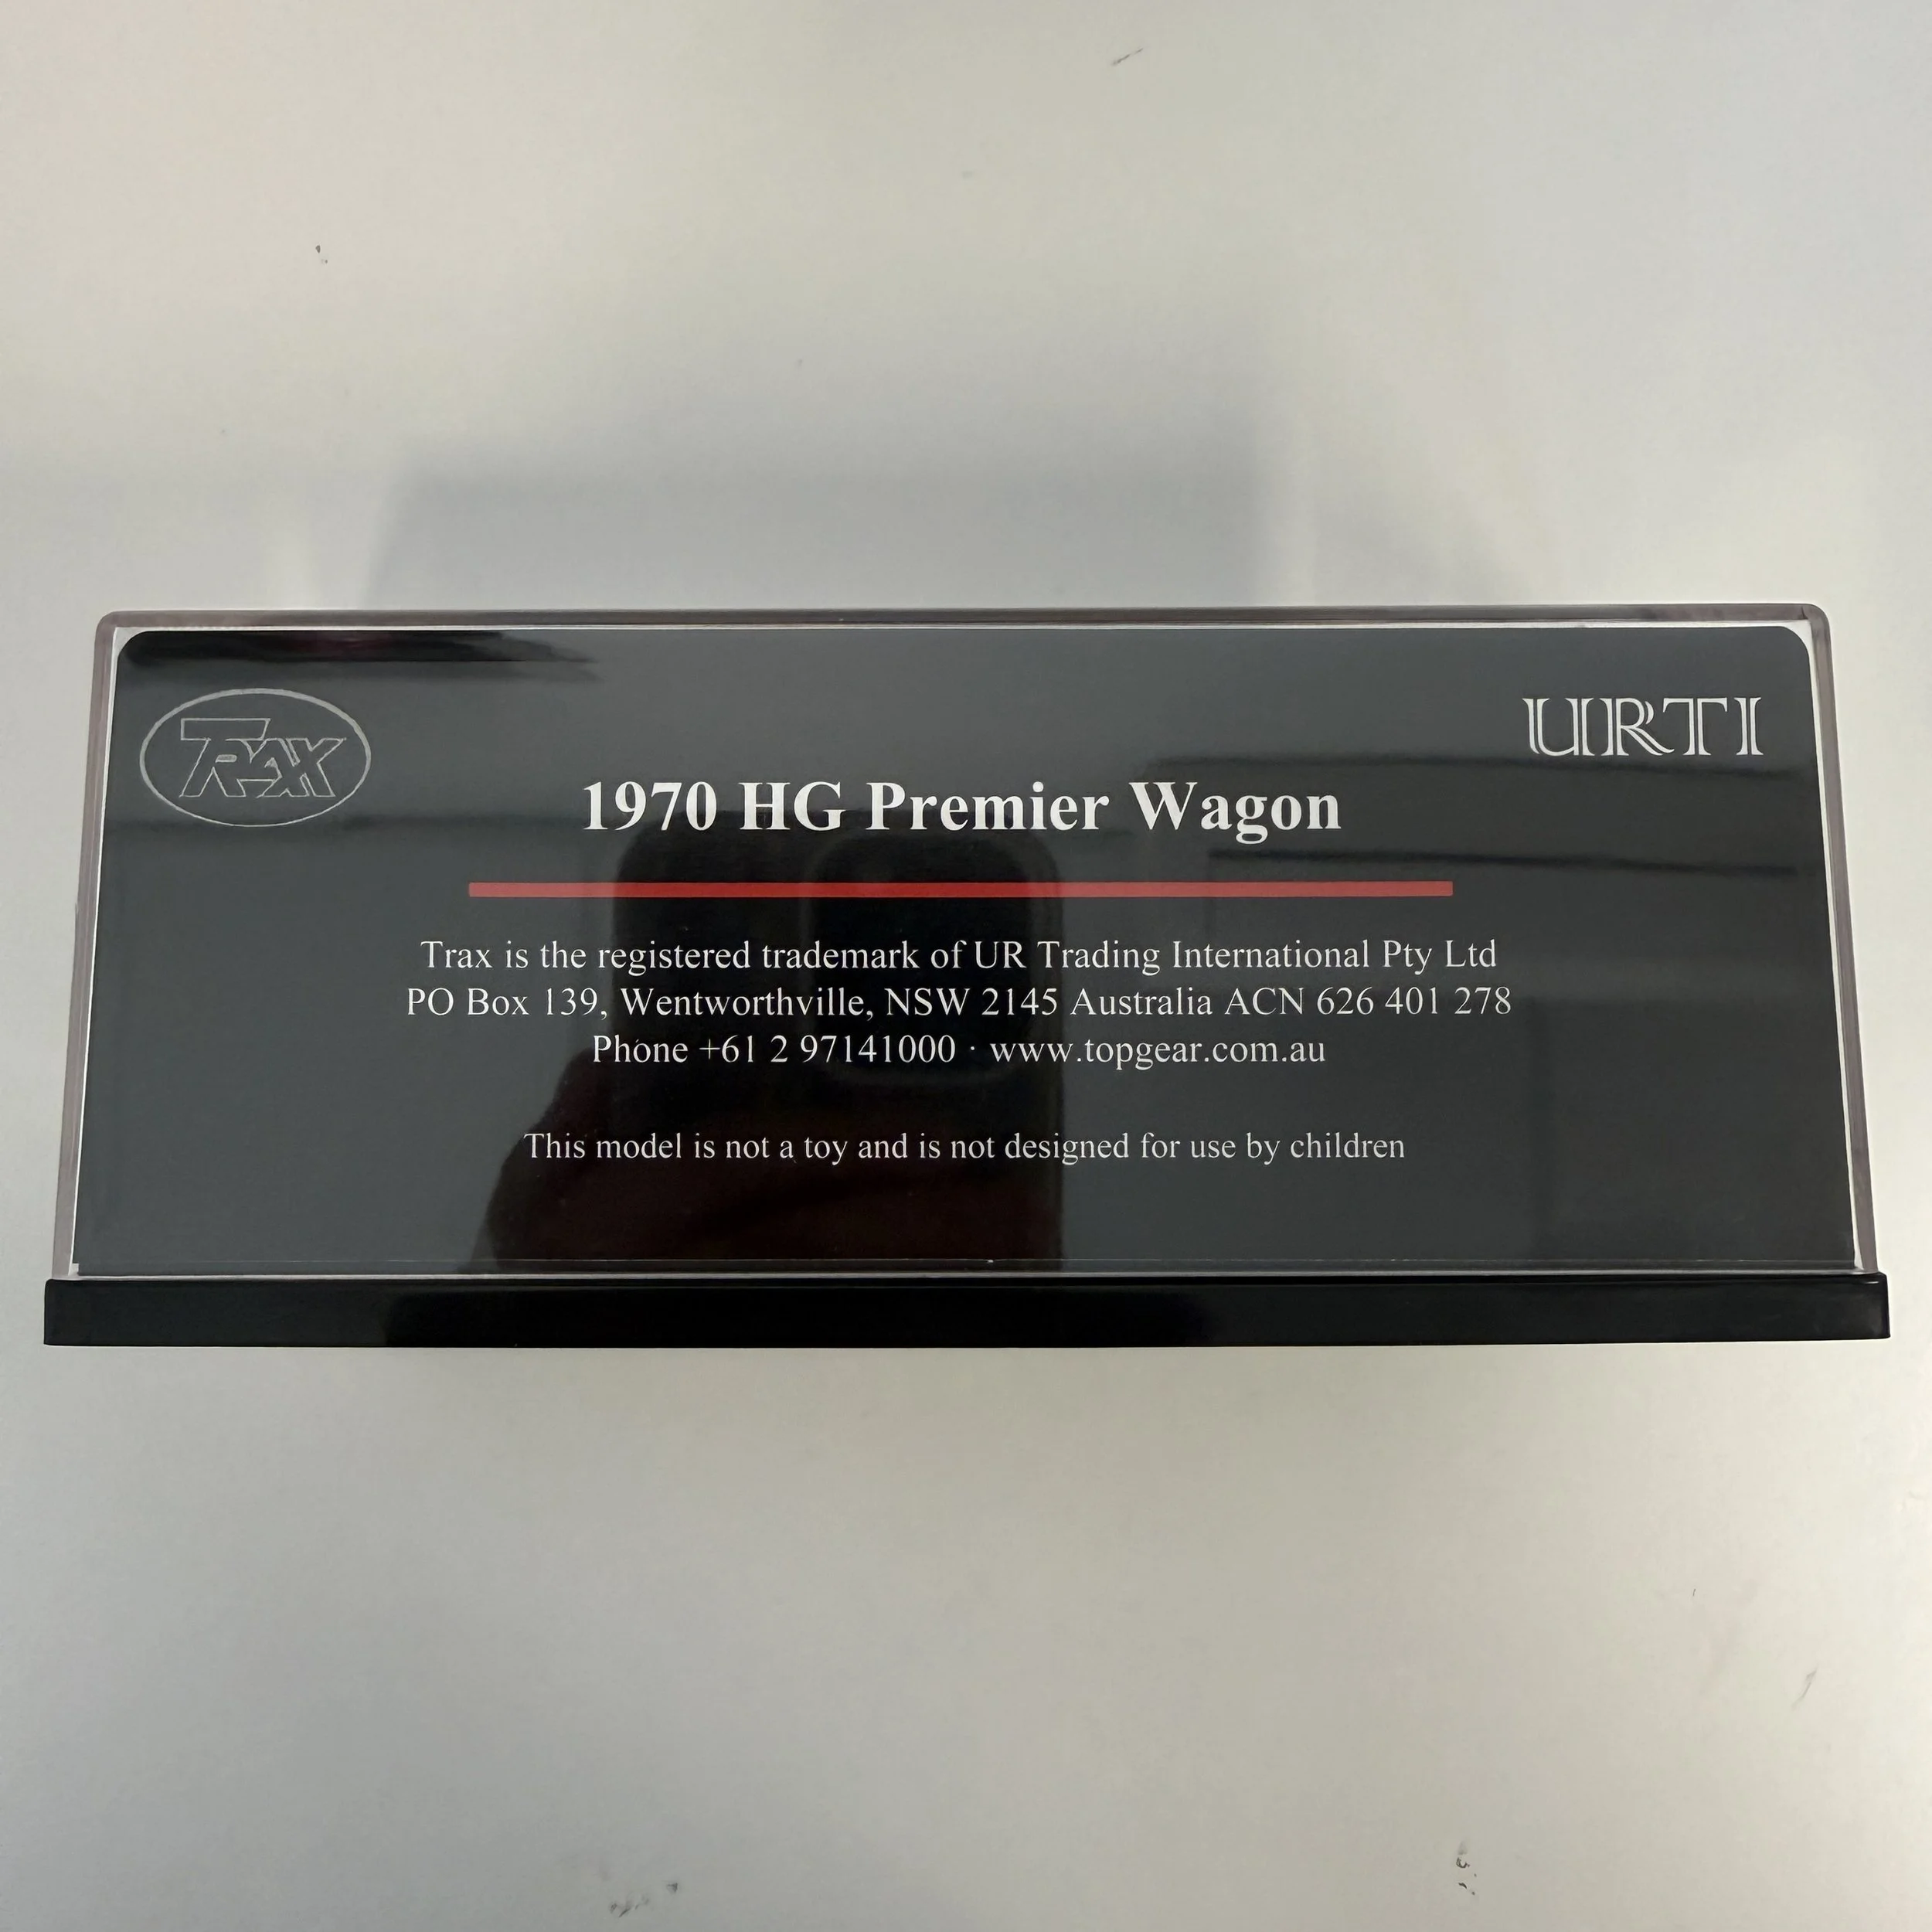 TRAX
URTI
1970 HG Premier Wagon
Trax is the registered trademark of UR Trading International Pty Ltd
PO Box 139, Wentworthville, NSW 2145 Australia ACN 626 401 278
Phone +61 2 97141000 · www.topgear.com.au
This model is not a toy and is not designed for use by children